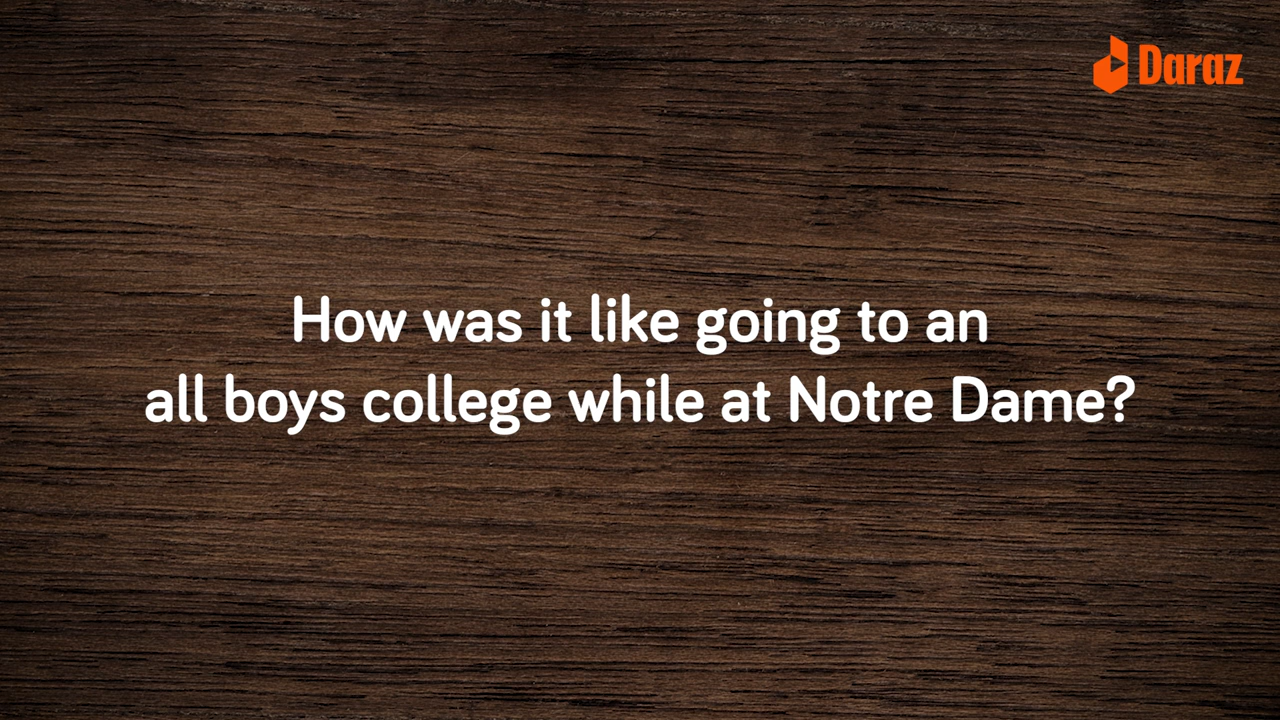 Daraz
How was it like going to an
all boys college while at Notre Dame?